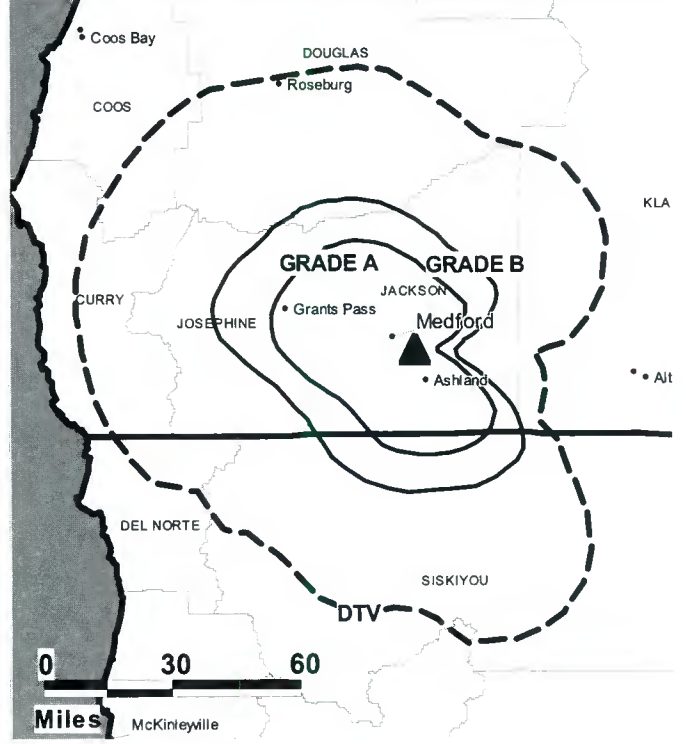 Coos Bay
DOUGLAS
Roseburg
COOS
KLA
GRADE A
GRADE B
JACKSON
CURRY
JOSEPHINE
Grants Pass
Medford
Alt
Ashland
DEL NORTE
SISKIYOU
DTV
0 30 60
Miles
McKinleyville